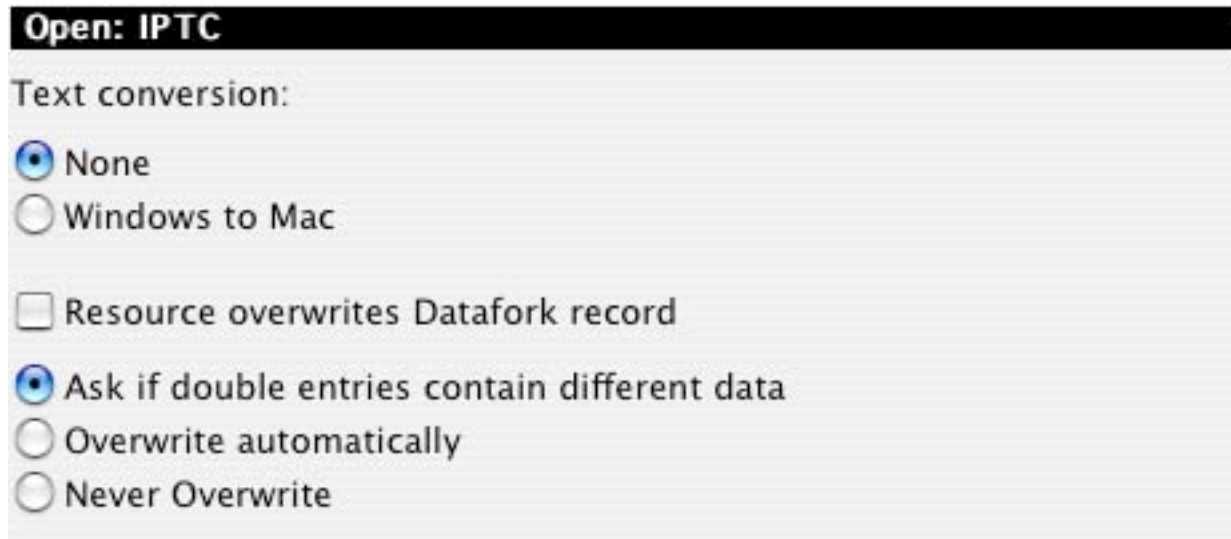 Open: IPTC
Text conversion:
None
Windows to Mac
Resource overwrites Datafork record
Ask if double entries contain different data
Overwrite automatically
Never Overwrite